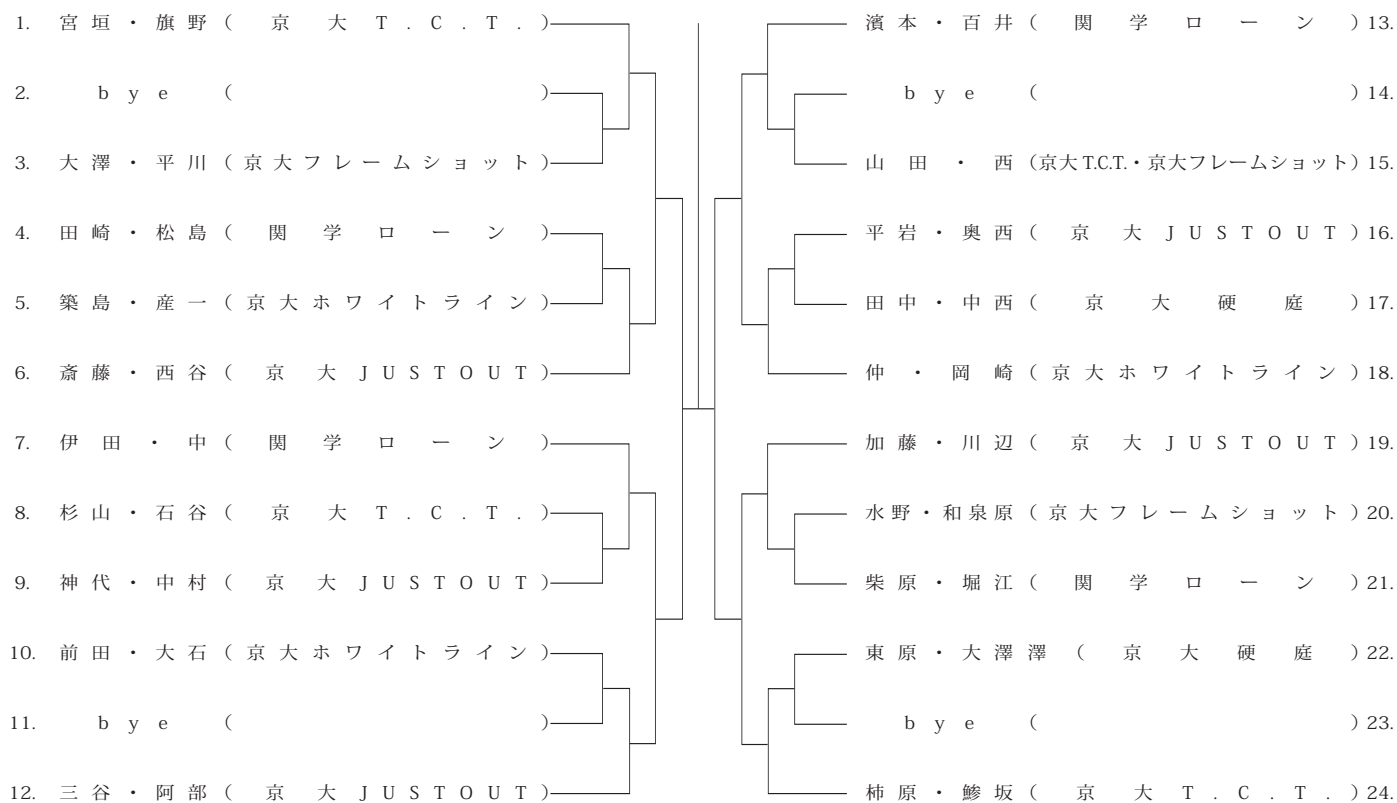 1. 宮垣・旗野(京大T.C.T.)
2. bye ( )
3. 大澤・平川(京大フレームショット)
4. 田崎・松島(関学ローン)
5. 築島・産一(京大ホワイトライン)
6. 斎藤・西谷(京大JUSTOUT)
7. 伊田・中(関学ローン)
8. 杉山・石谷(京大T.C.T.)
9. 神代・中村(京大JUSTOUT)
10. 前田・大石(京大ホワイトライン)
11. bye ( )
12. 三谷・阿部(京大JUSTOUT)
濱本・百井(関学ローン)13.
bye ( )14.
山田・西(京大T.C.T.・京大フレームショット)15.
平岩・奥西(京大JUSTOUT)16.
田中・中西(京大硬庭)17.
仲・岡崎(京大ホワイトライン)18.
加藤・川辺(京大JUSTOUT)19.
水野・和泉原(京大フレームショット)20.
柴原・堀江(関学ローン)21.
東原・大澤澤(京大硬庭)22.
bye ( )23.
柿原・鯵坂(京大T.C.T.)24.